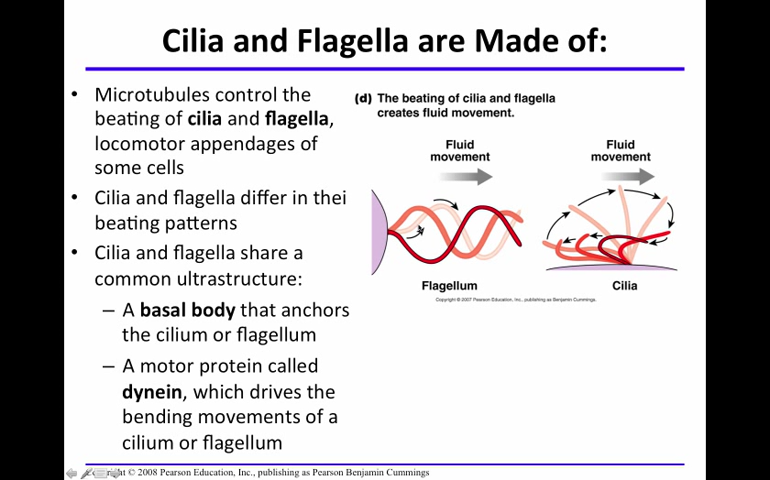 Cilia and Flagella are Made of:
• Microtubules control the
beating of cilia and flagella,
locomotor appendages of
some cells
• Cilia and flagella differ in thei
beating patterns
• Cilia and flagella share a
common ultrastructure:
– A basal body that anchors
the cilium or flagellum
– A motor protein called
dynein, which drives the
bending movements of a
cilium or flagellum
(d) The beating of cilia and flagella
creates fluid movement.
Fluid
movement
Fluid
movement
Flagellum
Cilia
Copyright © 2007 Pearson Education, Inc., publishing as Benjamin Cummings.
© 2008 Pearson Education, Inc., publishing as Pearson Benjamin Cummings